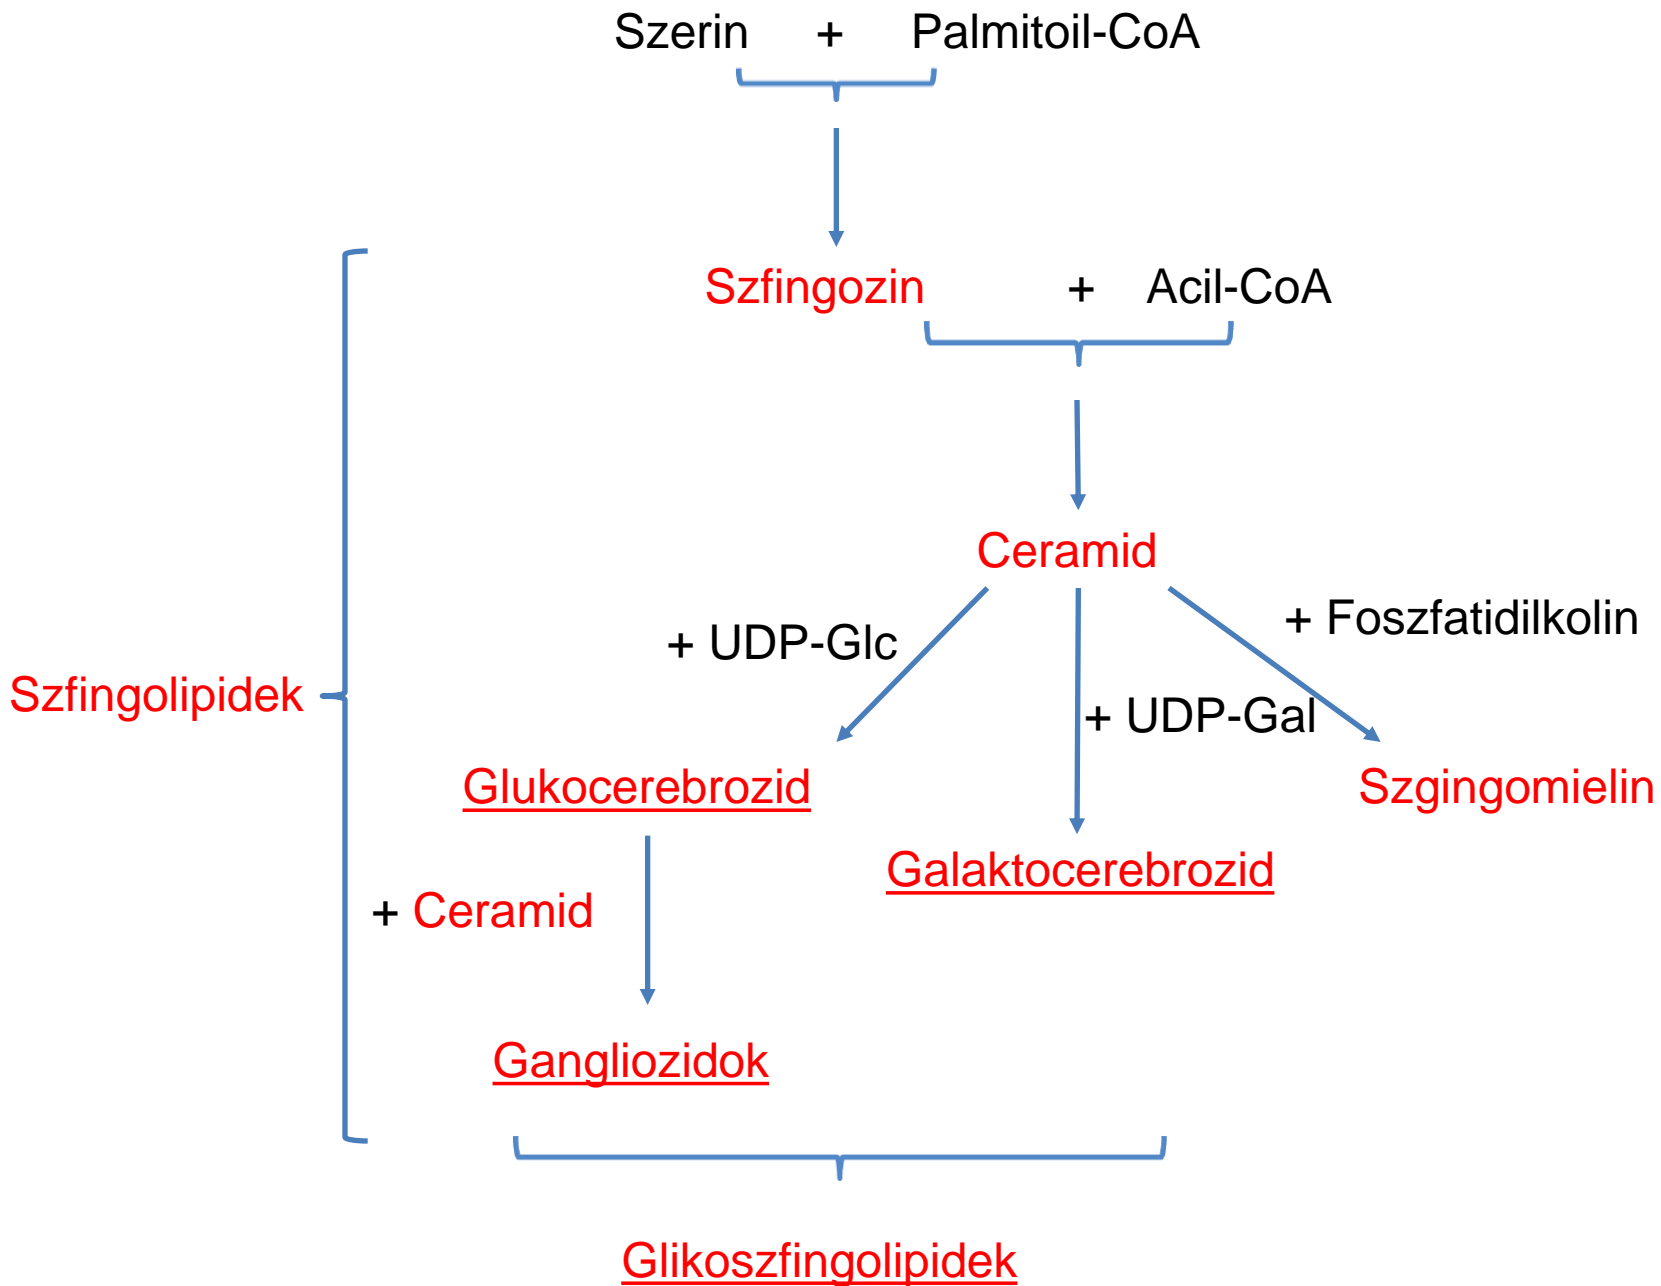 Szerin + Palmitoil-CoA
Szfingozin + Acil-CoA
Ceramid
+ Foszfatidilkolin
+ UDP-Glc
Szfingolipidek
+ UDP-Gal
Glukocerebrozid
Szgingomielin
Galaktocerebrozid
+ Ceramid
Gangliozidok
Glikoszfingolipidek